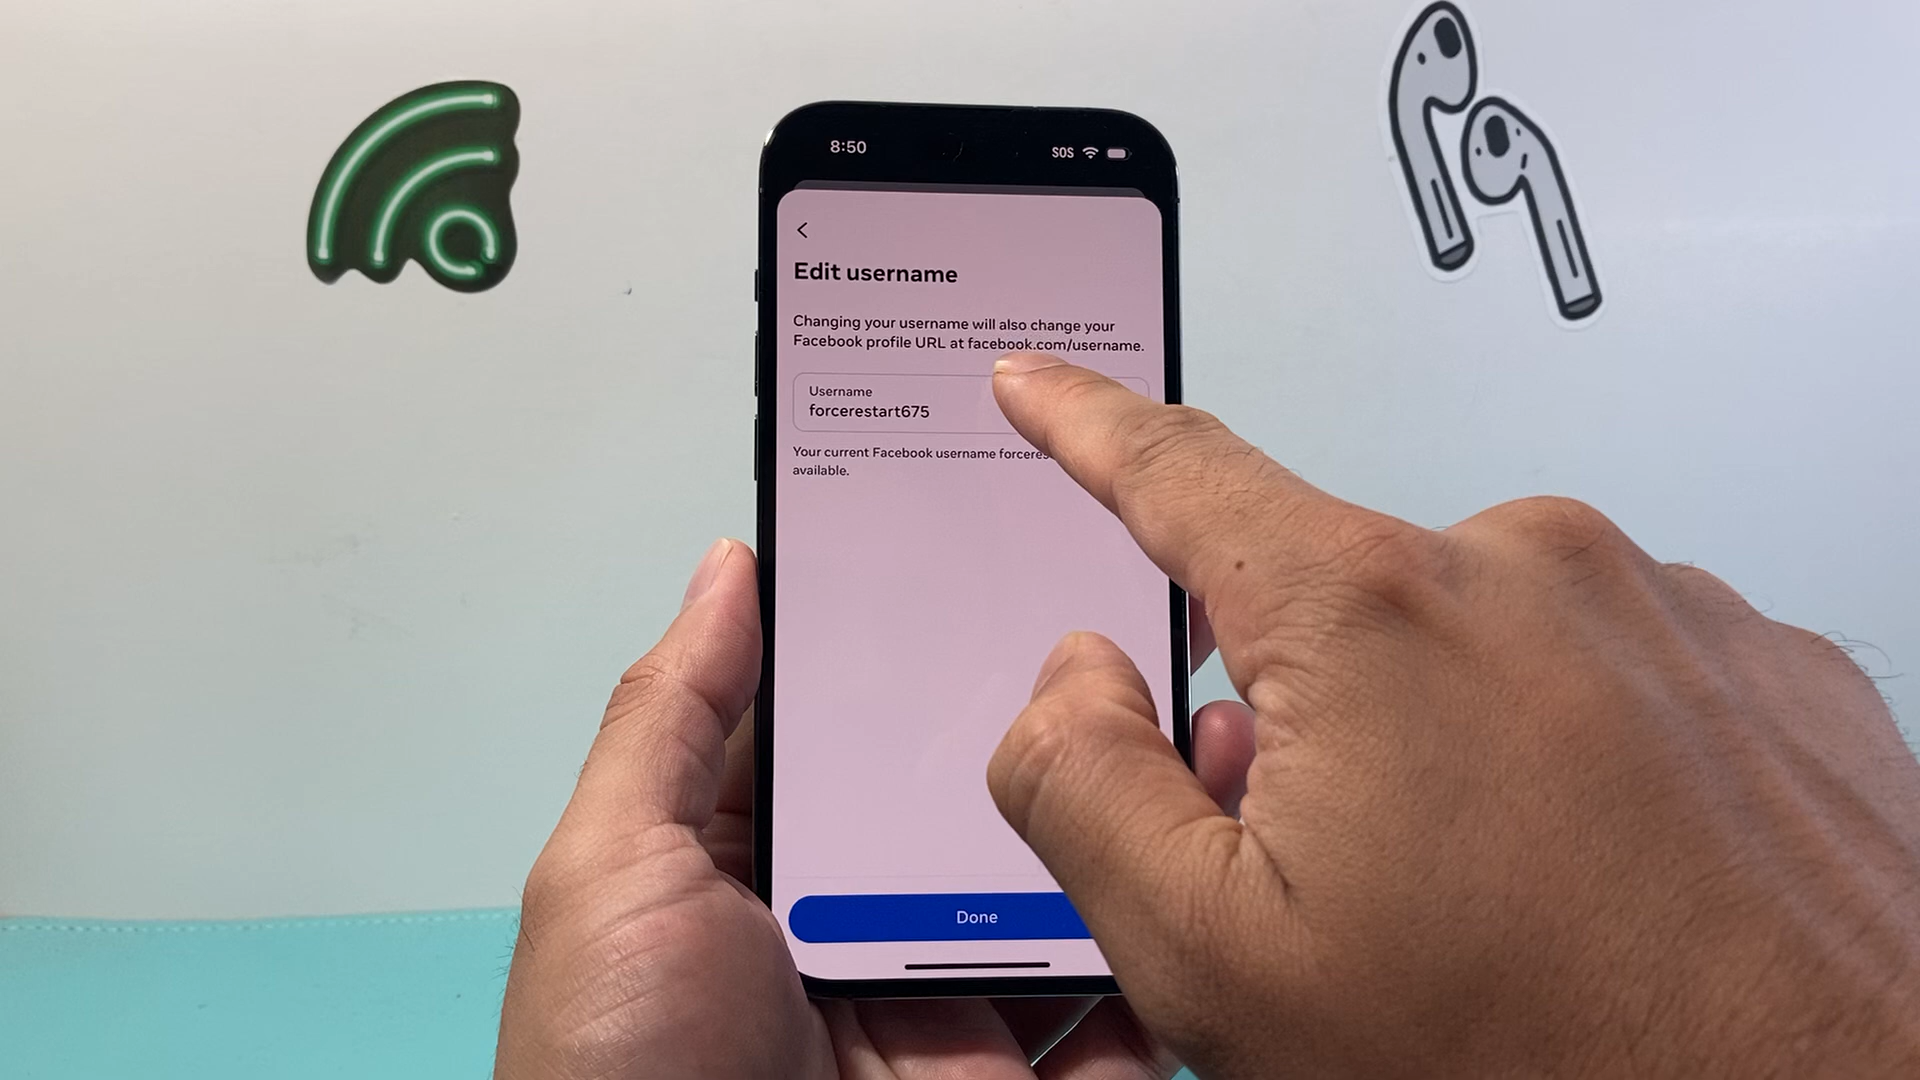 8:50
SOS
Edit username
Changing your username will also change your
Facebook profile URL at facebook.com/username.
Username
forcerestart675
Your current Facebook username
available.
Done